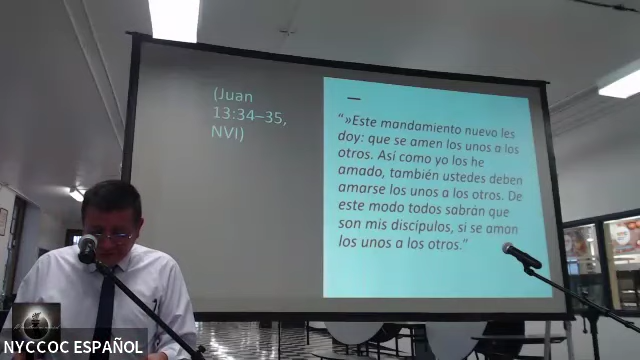 (Juan
13:34–35,
NVI)
—
“»Este mandamiento nuevo les
doy: que se amen los unos a los
otros. Así como yo los he
amado, también ustedes deben
amarse los unos a los otros. De
este modo todos sabrán que
son mis discípulos, si se aman
los unos a los otros.”
NYCCOC ESPAÑOL